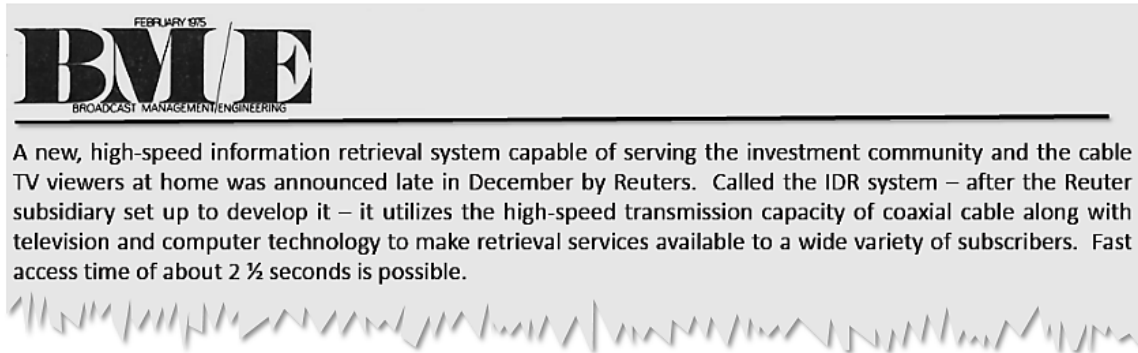 FEBRUARY 1975
BM/E
BROADCAST MANAGEMENT/ENGINEERING
A new, high-speed information retrieval system capable of serving the investment community and the cable
TV viewers at home was announced late in December by Reuters. Called the IDR system – after the Reuter
subsidiary set up to develop it – it utilizes the high-speed transmission capacity of coaxial cable along with
television and computer technology to make retrieval services available to a wide variety of subscribers. Fast
access time of about 2 ½ seconds is possible.